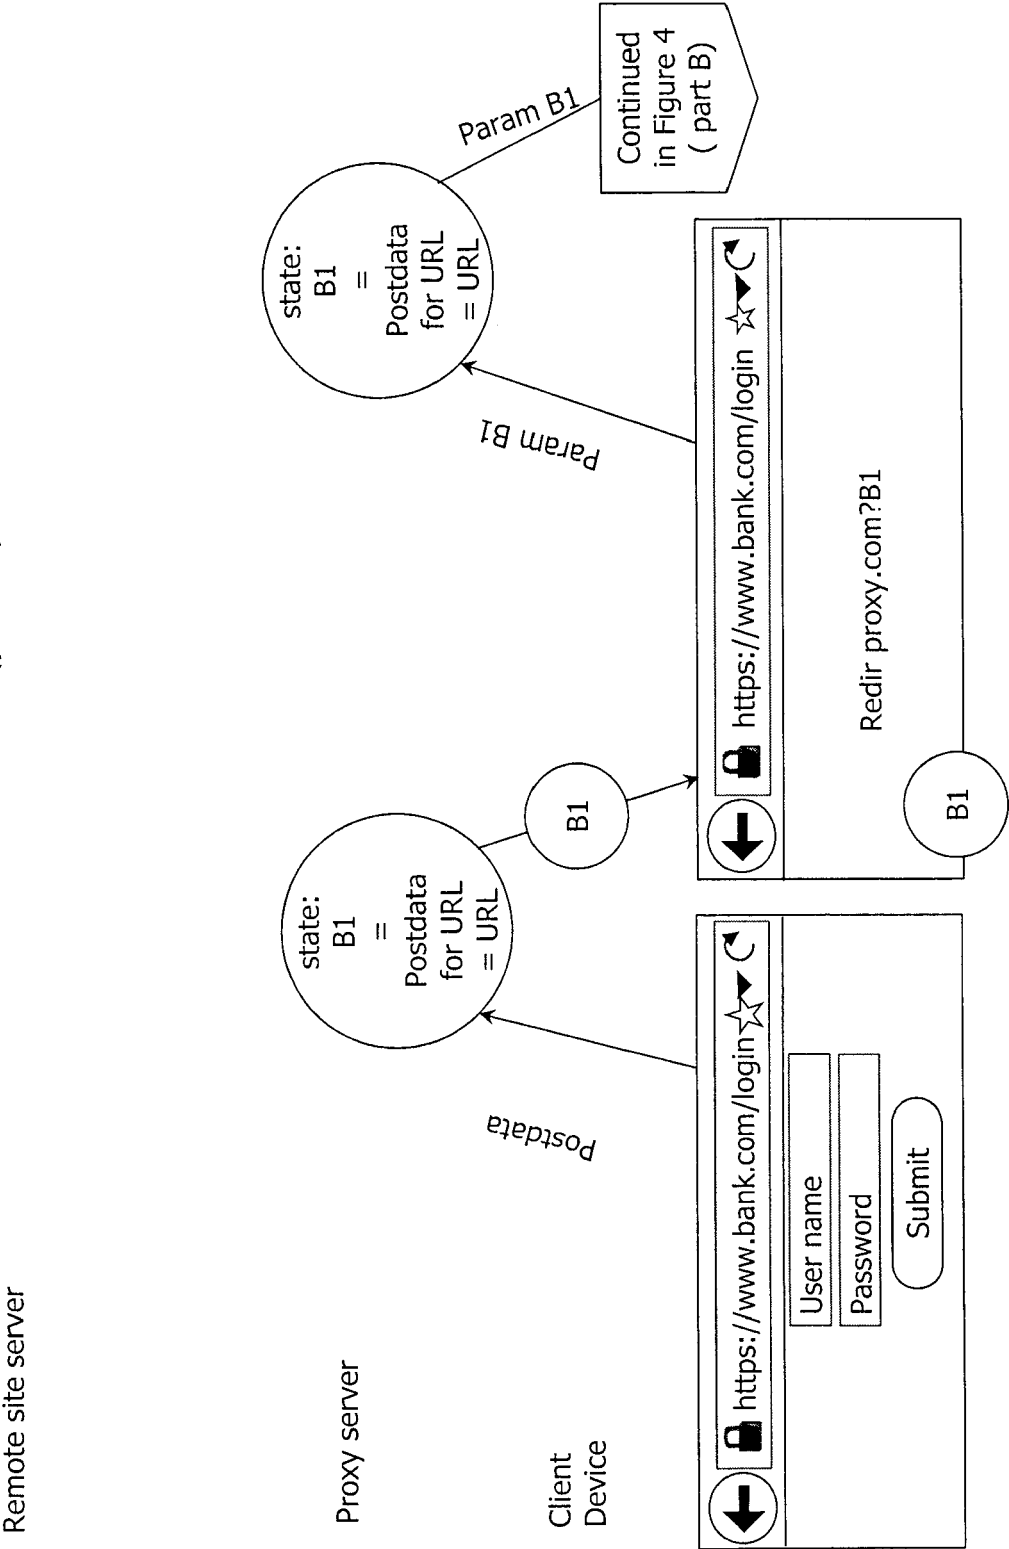 Remote site server
Proxy server
Client
Device
state:
B1
=
Postdata
for URL
= URL
Postdata
B1
state:
B1
=
Postdata
for URL
= URL
Param B1
Param B1
Continued
in Figure 4
( part B)
https://www.bank.com/login
User name
Password
Submit
https://www.bank.com/login
Redir proxy.com?B1
B1